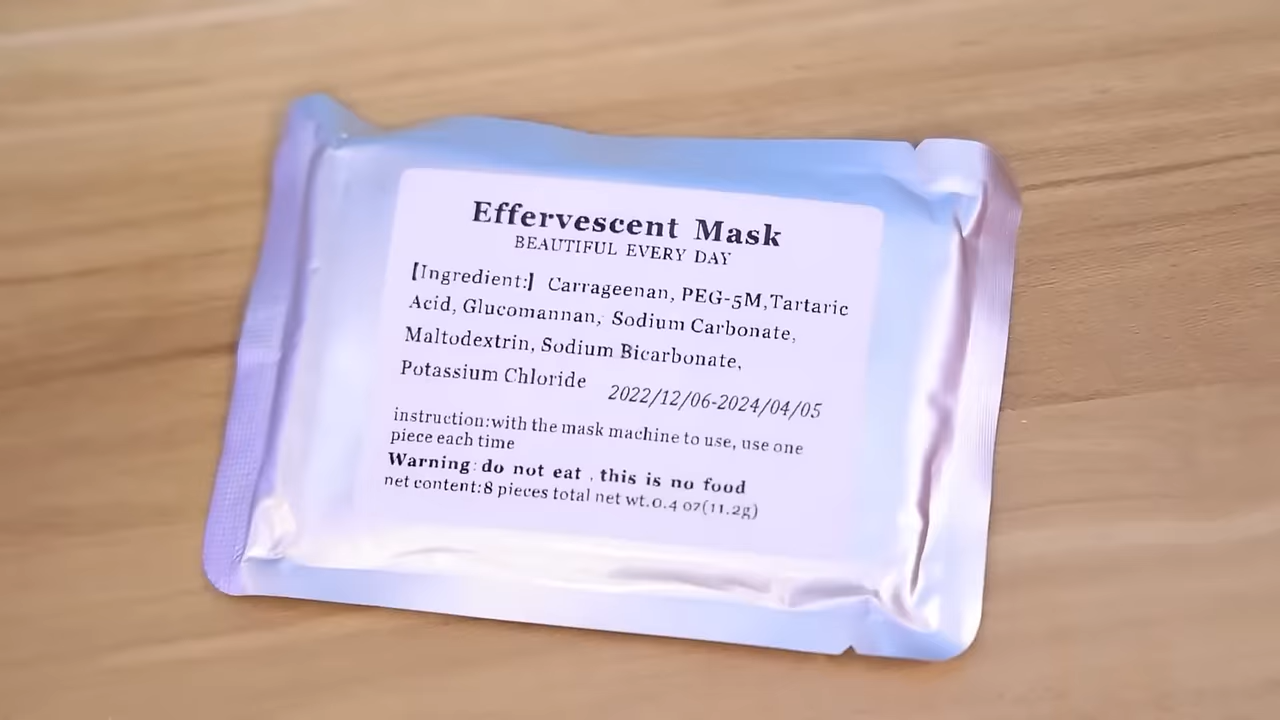 Effervescent Mask
BEAUTIFUL EVERY DAY
【Ingredient:】 Carrageenan, PEG-5M,Tartaric
Acid, Glucomannan, Sodium Carbonate,
Maltodextrin, Sodium Bicarbonate,
Potassium Chloride 2022/12/06-2024/04/05
instruction:with the mask machine to use, use one
piece each time
Warning: do not eat , this is no food
net content:8 pieces total net wt.0.4 oz(11.2g)